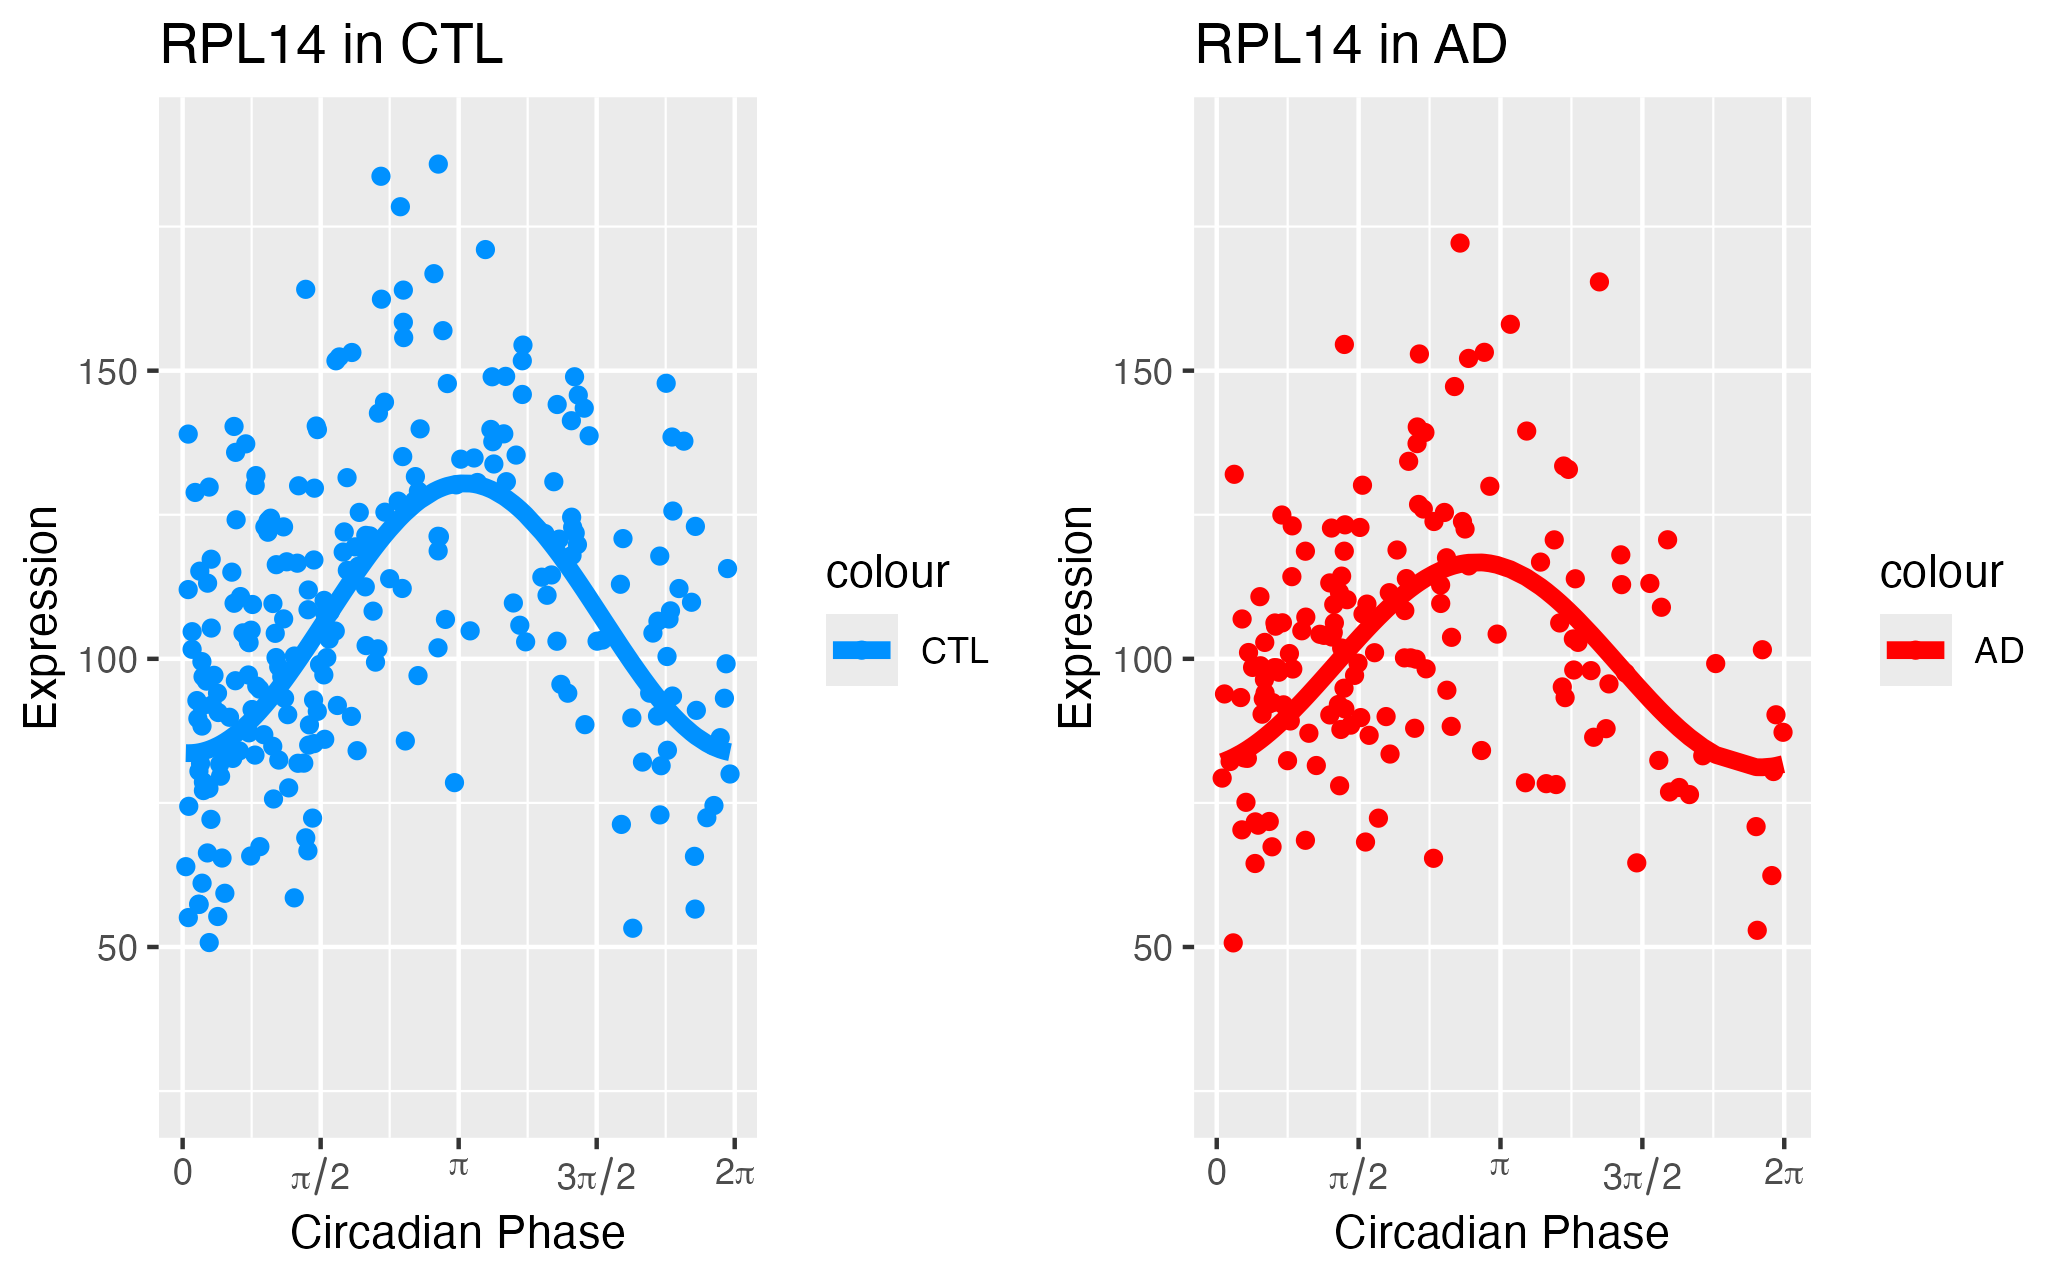 RPL14 in CTL
Expression
150
100
50
0
π/2
π
3π/2
2π
Circadian Phase
colour
CTL
RPL14 in AD
Expression
150
100
50
0
π/2
π
3π/2
2π
Circadian Phase
colour
AD